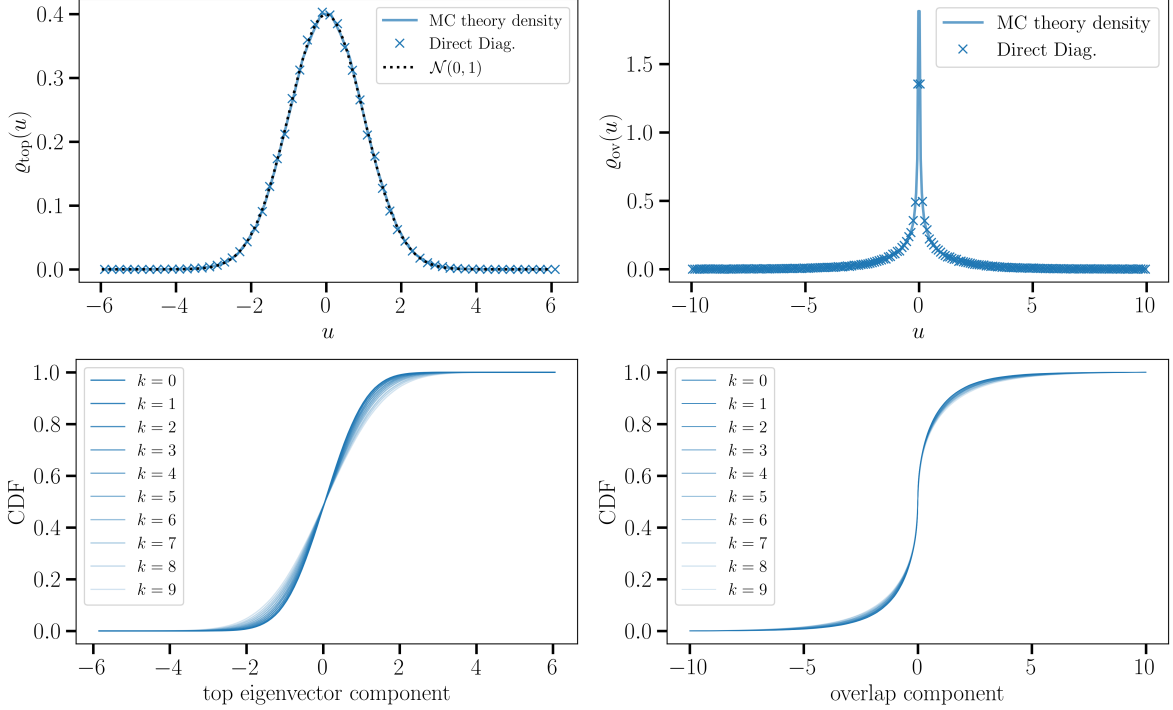 MC theory density
Direct Diag.
𝒩(0, 1)
ϱtop(u)
0.4
0.3
0.2
0.1
0.0
−6 −4 −2 0 2 4 6
u
MC theory density
Direct Diag.
ϱov(u)
1.5
1.0
0.5
0.0
−10 −5 0 5 10
u
k = 0
k = 1
k = 2
k = 3
k = 4
k = 5
k = 6
k = 7
k = 8
k = 9
CDF
1.0
0.8
0.6
0.4
0.2
0.0
−6 −4 −2 0 2 4 6
top eigenvector component
k = 0
k = 1
k = 2
k = 3
k = 4
k = 5
k = 6
k = 7
k = 8
k = 9
CDF
1.0
0.8
0.6
0.4
0.2
0.0
−10 −5 0 5 10
overlap component